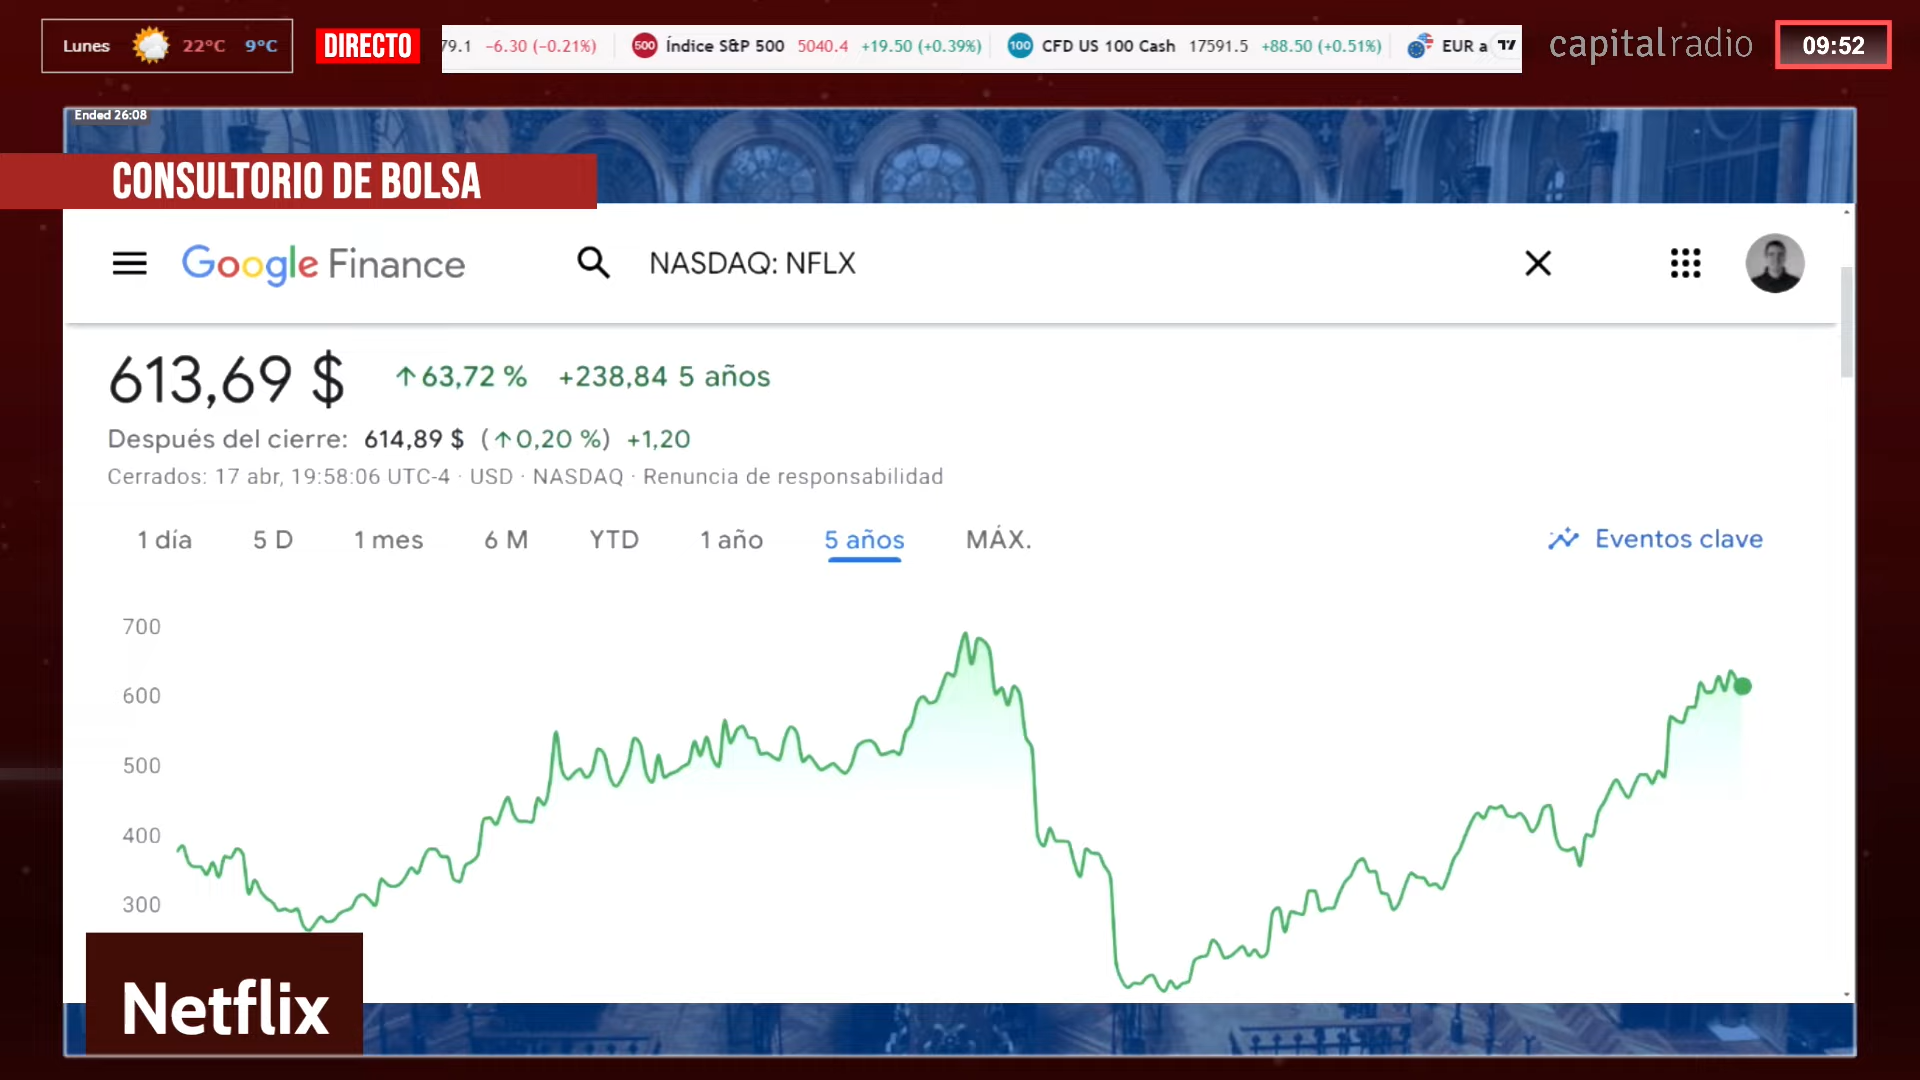 Lunes 22°C 9°C DIRECTO 79.1 −6.30 (−0.21%) 500 Índice S&P 500 5040.4 +19.50 (+0.39%) 100 CFD US 100 Cash 17591.5 +88.50 (+0.51%) EUR a capitalradio 09:52
Ended 26:08
CONSULTORIO DE BOLSA
Google Finance NASDAQ: NFLX
613,69 $ ↑63,72 % +238,84 5 años
Después del cierre: 614,89 $ (↑0,20 %) +1,20
Cerrados: 17 abr, 19:58:06 UTC-4 · USD · NASDAQ · Renuncia de responsabilidad
1 día 5 D 1 mes 6 M YTD 1 año 5 años MÁX. Eventos clave
700
600
500
400
300
Netflix